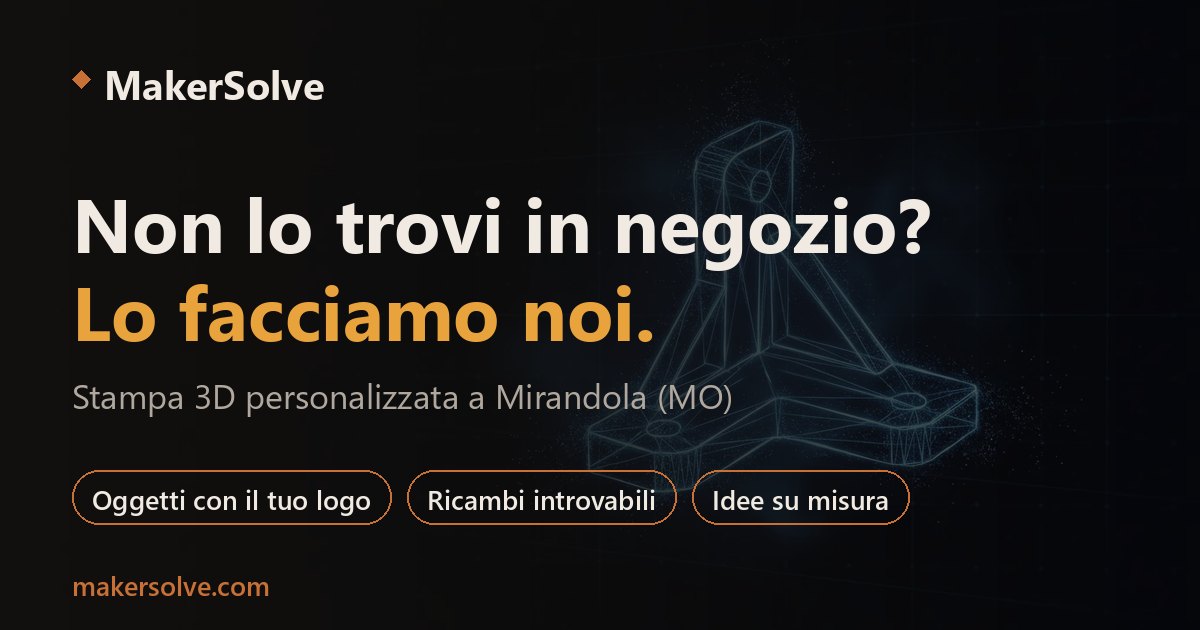 MakerSolve
Non lo trovi in negozio?
Lo facciamo noi.
Stampa 3D personalizzata a Mirandola (MO)
Oggetti con il tuo logo
Ricambi introvabili
Idee su misura
makersolve.com